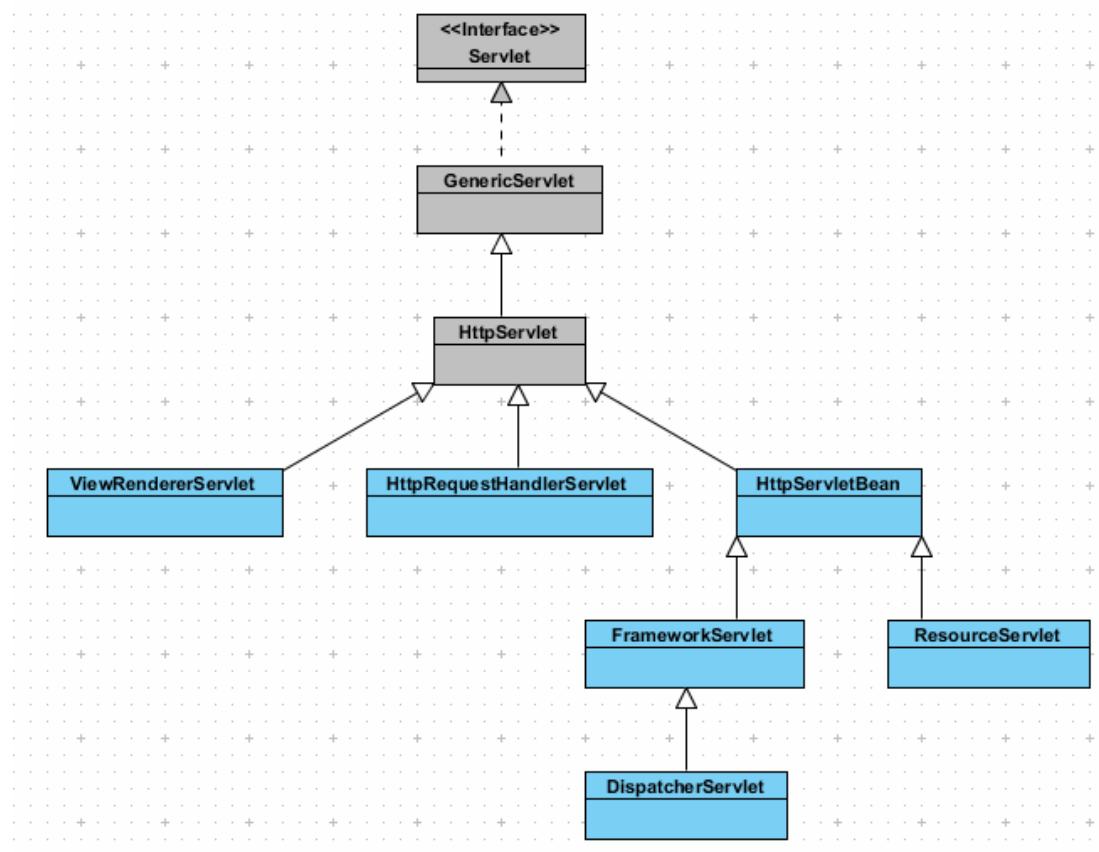 <<Interface>>
Servlet
GenericServlet
HttpServlet
ViewRendererServlet
HttpRequestHandlerServlet
HttpServletBean
FrameworkServlet
ResourceServlet
DispatcherServlet